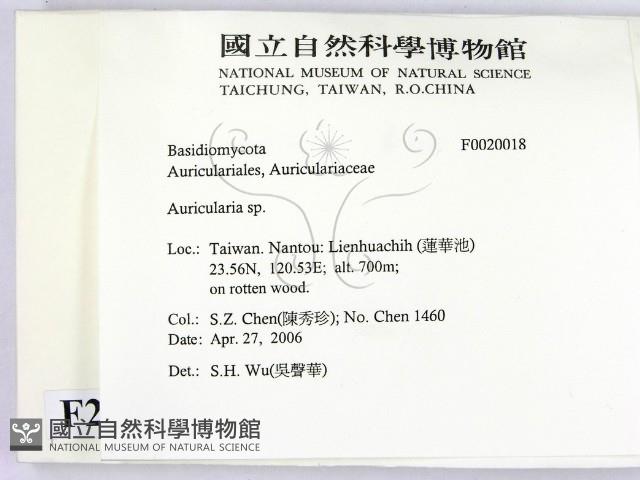 國立自然科學博物館
NATIONAL MUSEUM OF NATURAL SCIENCE
TAICHUNG, TAIWAN, R.O.CHINA
Basidiomycota F0020018
Auriculariales, Auriculariaceae
Auricularia sp.
Loc.: Taiwan. Nantou: Lienhuachih (蓮華池)
23.56N, 120.53E; alt. 700m;
on rotten wood.
Col.: S.Z. Chen(陳秀珍); No. Chen 1460
Date: Apr. 27, 2006
Det.: S.H. Wu(吳聲華)
F2
國立自然科學博物館
NATIONAL MUSEUM OF NATURAL SCIENCE